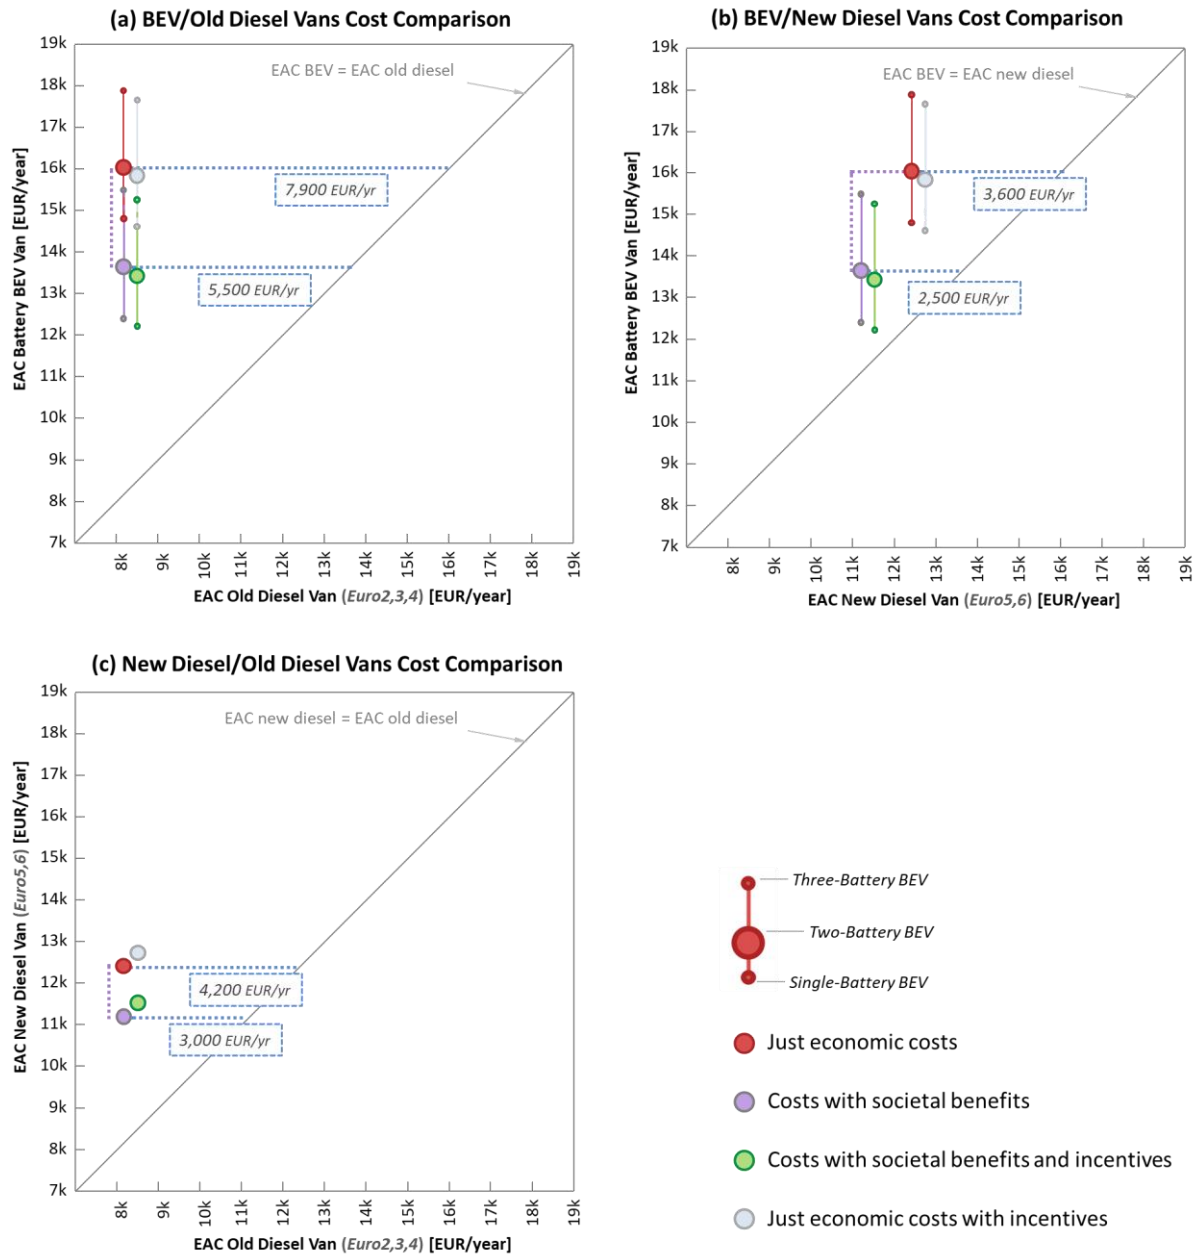 (a) BEV/Old Diesel Vans Cost Comparison
EAC Battery BEV Van [EUR/year]
19k
18k
17k
16k
15k
14k
13k
12k
11k
10k
9k
8k
7k
EAC BEV = EAC old diesel
7,900 EUR/yr
5,500 EUR/yr
8k
9k
10k
11k
12k
13k
14k
15k
16k
17k
18k
19k
EAC Old Diesel Van (Euro2,3,4) [EUR/year]
(b) BEV/New Diesel Vans Cost Comparison
EAC Battery BEV Van [EUR/year]
19k
18k
17k
16k
15k
14k
13k
12k
11k
10k
9k
8k
7k
EAC BEV = EAC new diesel
3,600 EUR/yr
2,500 EUR/yr
8k
9k
10k
11k
12k
13k
14k
15k
16k
17k
18k
19k
EAC New Diesel Van (Euro5,6) [EUR/year]
(c) New Diesel/Old Diesel Vans Cost Comparison
EAC New Diesel Van (Euro5,6) [EUR/year]
19k
18k
17k
16k
15k
14k
13k
12k
11k
10k
9k
8k
7k
EAC new diesel = EAC old diesel
4,200 EUR/yr
3,000 EUR/yr
8k
9k
10k
11k
12k
13k
14k
15k
16k
17k
18k
19k
EAC Old Diesel Van (Euro2,3,4) [EUR/year]
Three-Battery BEV
Two-Battery BEV
Single-Battery BEV
Just economic costs
Costs with societal benefits
Costs with societal benefits and incentives
Just economic costs with incentives